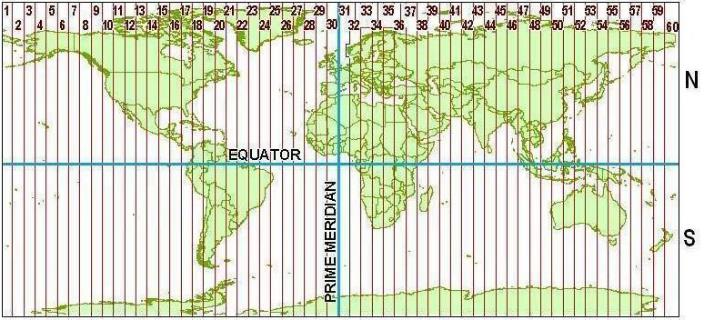 1 3 5 7 9 11 13 15 17 19 21 23 25 27 29 31 33 35 37 39 41 43 45 47 49 51 53 55 57 59
2 4 6 8 10 12 14 16 18 20 22 24 26 28 30 32 34 36 38 40 42 44 46 48 50 52 54 56 58 60
N
EQUATOR
PRIME MERIDIAN
S